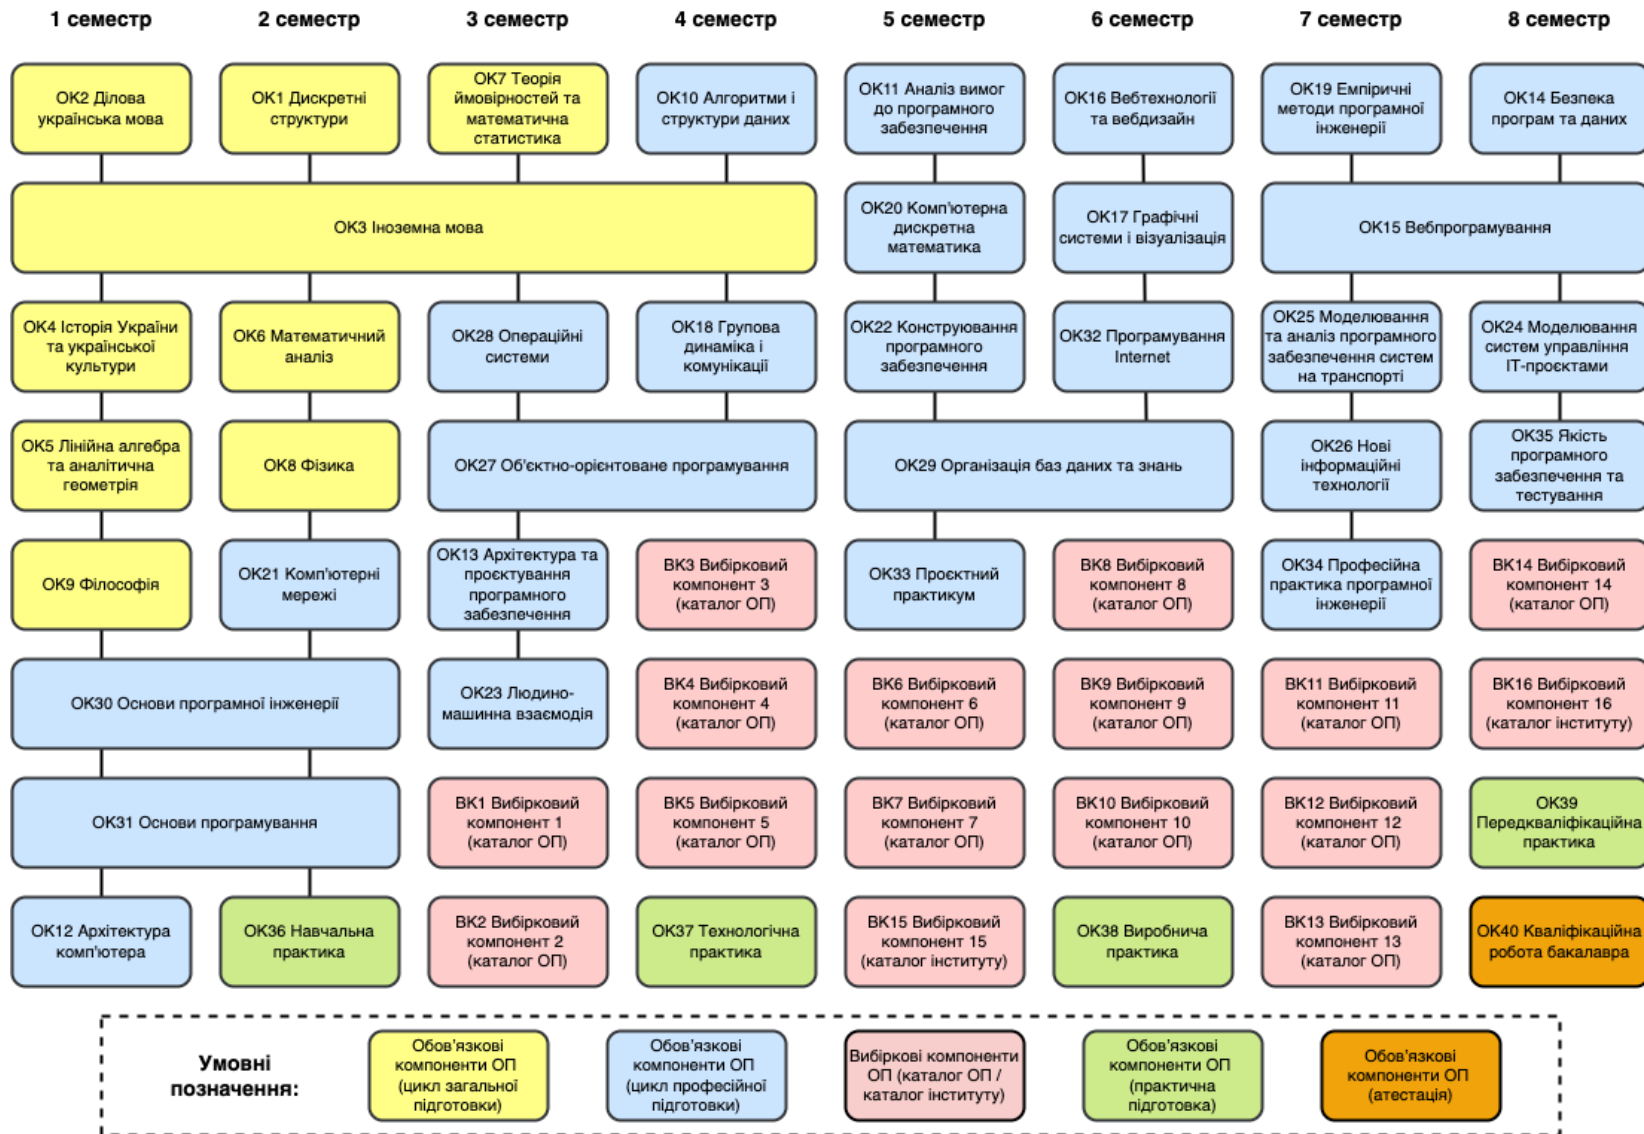 1 семестр
2 семестр
3 семестр
4 семестр
5 семестр
6 семестр
7 семестр
8 семестр
ОК2 Ділова
українська мова
ОК1 Дискретні
структури
ОК7 Теорія
ймовірностей та
математична
статистика
ОК10 Алгоритми і
структури даних
ОК11 Аналіз вимог
до програмного
забезпечення
ОК16 Вебтехнології
та вебдизайн
ОК19 Емпіричні
методи програмної
інженерії
ОК14 Безпека
програм та даних
ОК3 Іноземна мова
ОК20 Комп'ютерна
дискретна
математика
ОК17 Графічні
системи і візуалізація
ОК15 Вебпрограмування
ОК4 Історія України
та української
культури
ОК6 Математичний
аналіз
ОК28 Операційні
системи
ОК18 Групова
динаміка і
комунікації
ОК22 Конструювання
програмного
забезпечення
ОК32 Програмування
Internet
ОК25 Моделювання
та аналіз програмного
забезпечення систем
на транспорті
ОК24 Моделювання
систем управління
ІТ-проєктами
ОК5 Лінійна алгебра
та аналітична
геометрія
ОК8 Фізика
ОК27 Об'єктно-орієнтоване програмування
ОК29 Організація баз даних та знань
ОК26 Нові
інформаційні
технології
ОК35 Якість
програмного
забезпечення та
тестування
ОК9 Філософія
ОК21 Комп'ютерні
мережі
ОК13 Архітектура та
проєктування
програмного
забезпечення
ВК3 Вибірковий
компонент 3
(каталог ОП)
ОК33 Проєктний
практикум
ВК8 Вибірковий
компонент 8
(каталог ОП)
ОК34 Професійна
практика програмної
інженерії
ВК14 Вибірковий
компонент 14
(каталог ОП)
ОК30 Основи програмної інженерії
ОК23 Людино-
машинна взаємодія
ВК4 Вибірковий
компонент 4
(каталог ОП)
ВК6 Вибірковий
компонент 6
(каталог ОП)
ВК9 Вибірковий
компонент 9
(каталог ОП)
ВК11 Вибірковий
компонент 11
(каталог ОП)
ВК16 Вибірковий
компонент 16
(каталог інституту)
ОК31 Основи програмування
ВК1 Вибірковий
компонент 1
(каталог ОП)
ВК5 Вибірковий
компонент 5
(каталог ОП)
ВК7 Вибірковий
компонент 7
(каталог ОП)
ВК10 Вибірковий
компонент 10
(каталог ОП)
ВК12 Вибірковий
компонент 12
(каталог ОП)
ОК39
Передкваліфікаційна
практика
ОК12 Архітектура
комп'ютера
ОК36 Навчальна
практика
ВК2 Вибірковий
компонент 2
(каталог ОП)
ОК37 Технологічна
практика
ВК15 Вибірковий
компонент 15
(каталог інституту)
ОК38 Виробнича
практика
ВК13 Вибірковий
компонент 13
(каталог ОП)
ОК40 Кваліфікаційна
робота бакалавра
Умовні
позначення:
Обов'язкові
компоненти ОП
(цикл загальної
підготовки)
Обов'язкові
компоненти ОП
(цикл професійної
підготовки)
Вибіркові компоненти
ОП (каталог ОП /
каталог інституту)
Обов'язкові
компоненти ОП
(практична
підготовка)
Обов'язкові
компоненти ОП
(атестація)